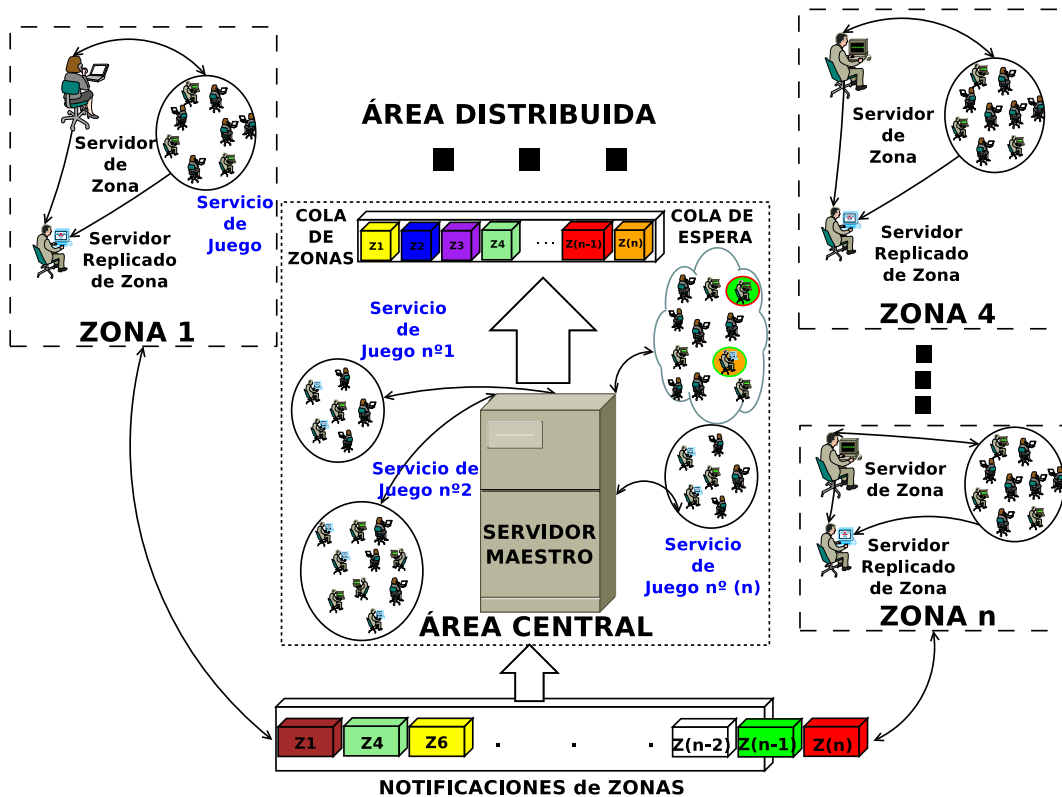 Servidor
de
Zona
Servicio
de
Juego
Servidor
Replicado
de Zona
ZONA 1
ÁREA DISTRIBUIDA
COLA
DE
ZONAS
Z1
Z2
Z3
Z4
...
Z(n-1)
Z(n)
COLA DE
ESPERA
Servicio
de
Juego nº1
Servicio de
Juego nº2
SERVIDOR
MAESTRO
Servicio
de
Juego nº (n)
ÁREA CENTRAL
Servidor
de
Zona
Servidor
Replicado
de Zona
ZONA 4
Servidor
de Zona
Servidor
Replicado
de Zona
ZONA n
Z1
Z4
Z6
. . .
Z(n-2)
Z(n-1)
Z(n)
NOTIFICACIONES de ZONAS